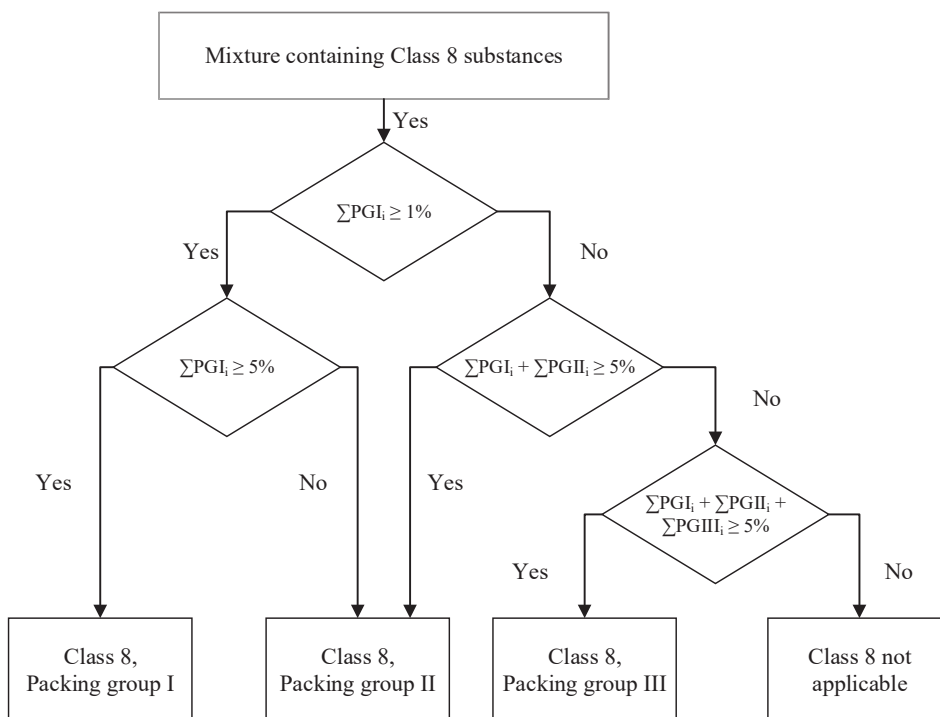 Mixture containing Class 8 substances
Yes
∑PGIᵢ ≥ 1%
Yes
No
∑PGIᵢ ≥ 5%
∑PGIᵢ + ∑PGIIᵢ ≥ 5%
No
Yes
No
Yes
∑PGIᵢ + ∑PGIIᵢ +
∑PGIIIᵢ ≥ 5%
Yes
No
Class 8,
Packing group I
Class 8,
Packing group II
Class 8,
Packing group III
Class 8 not
applicable